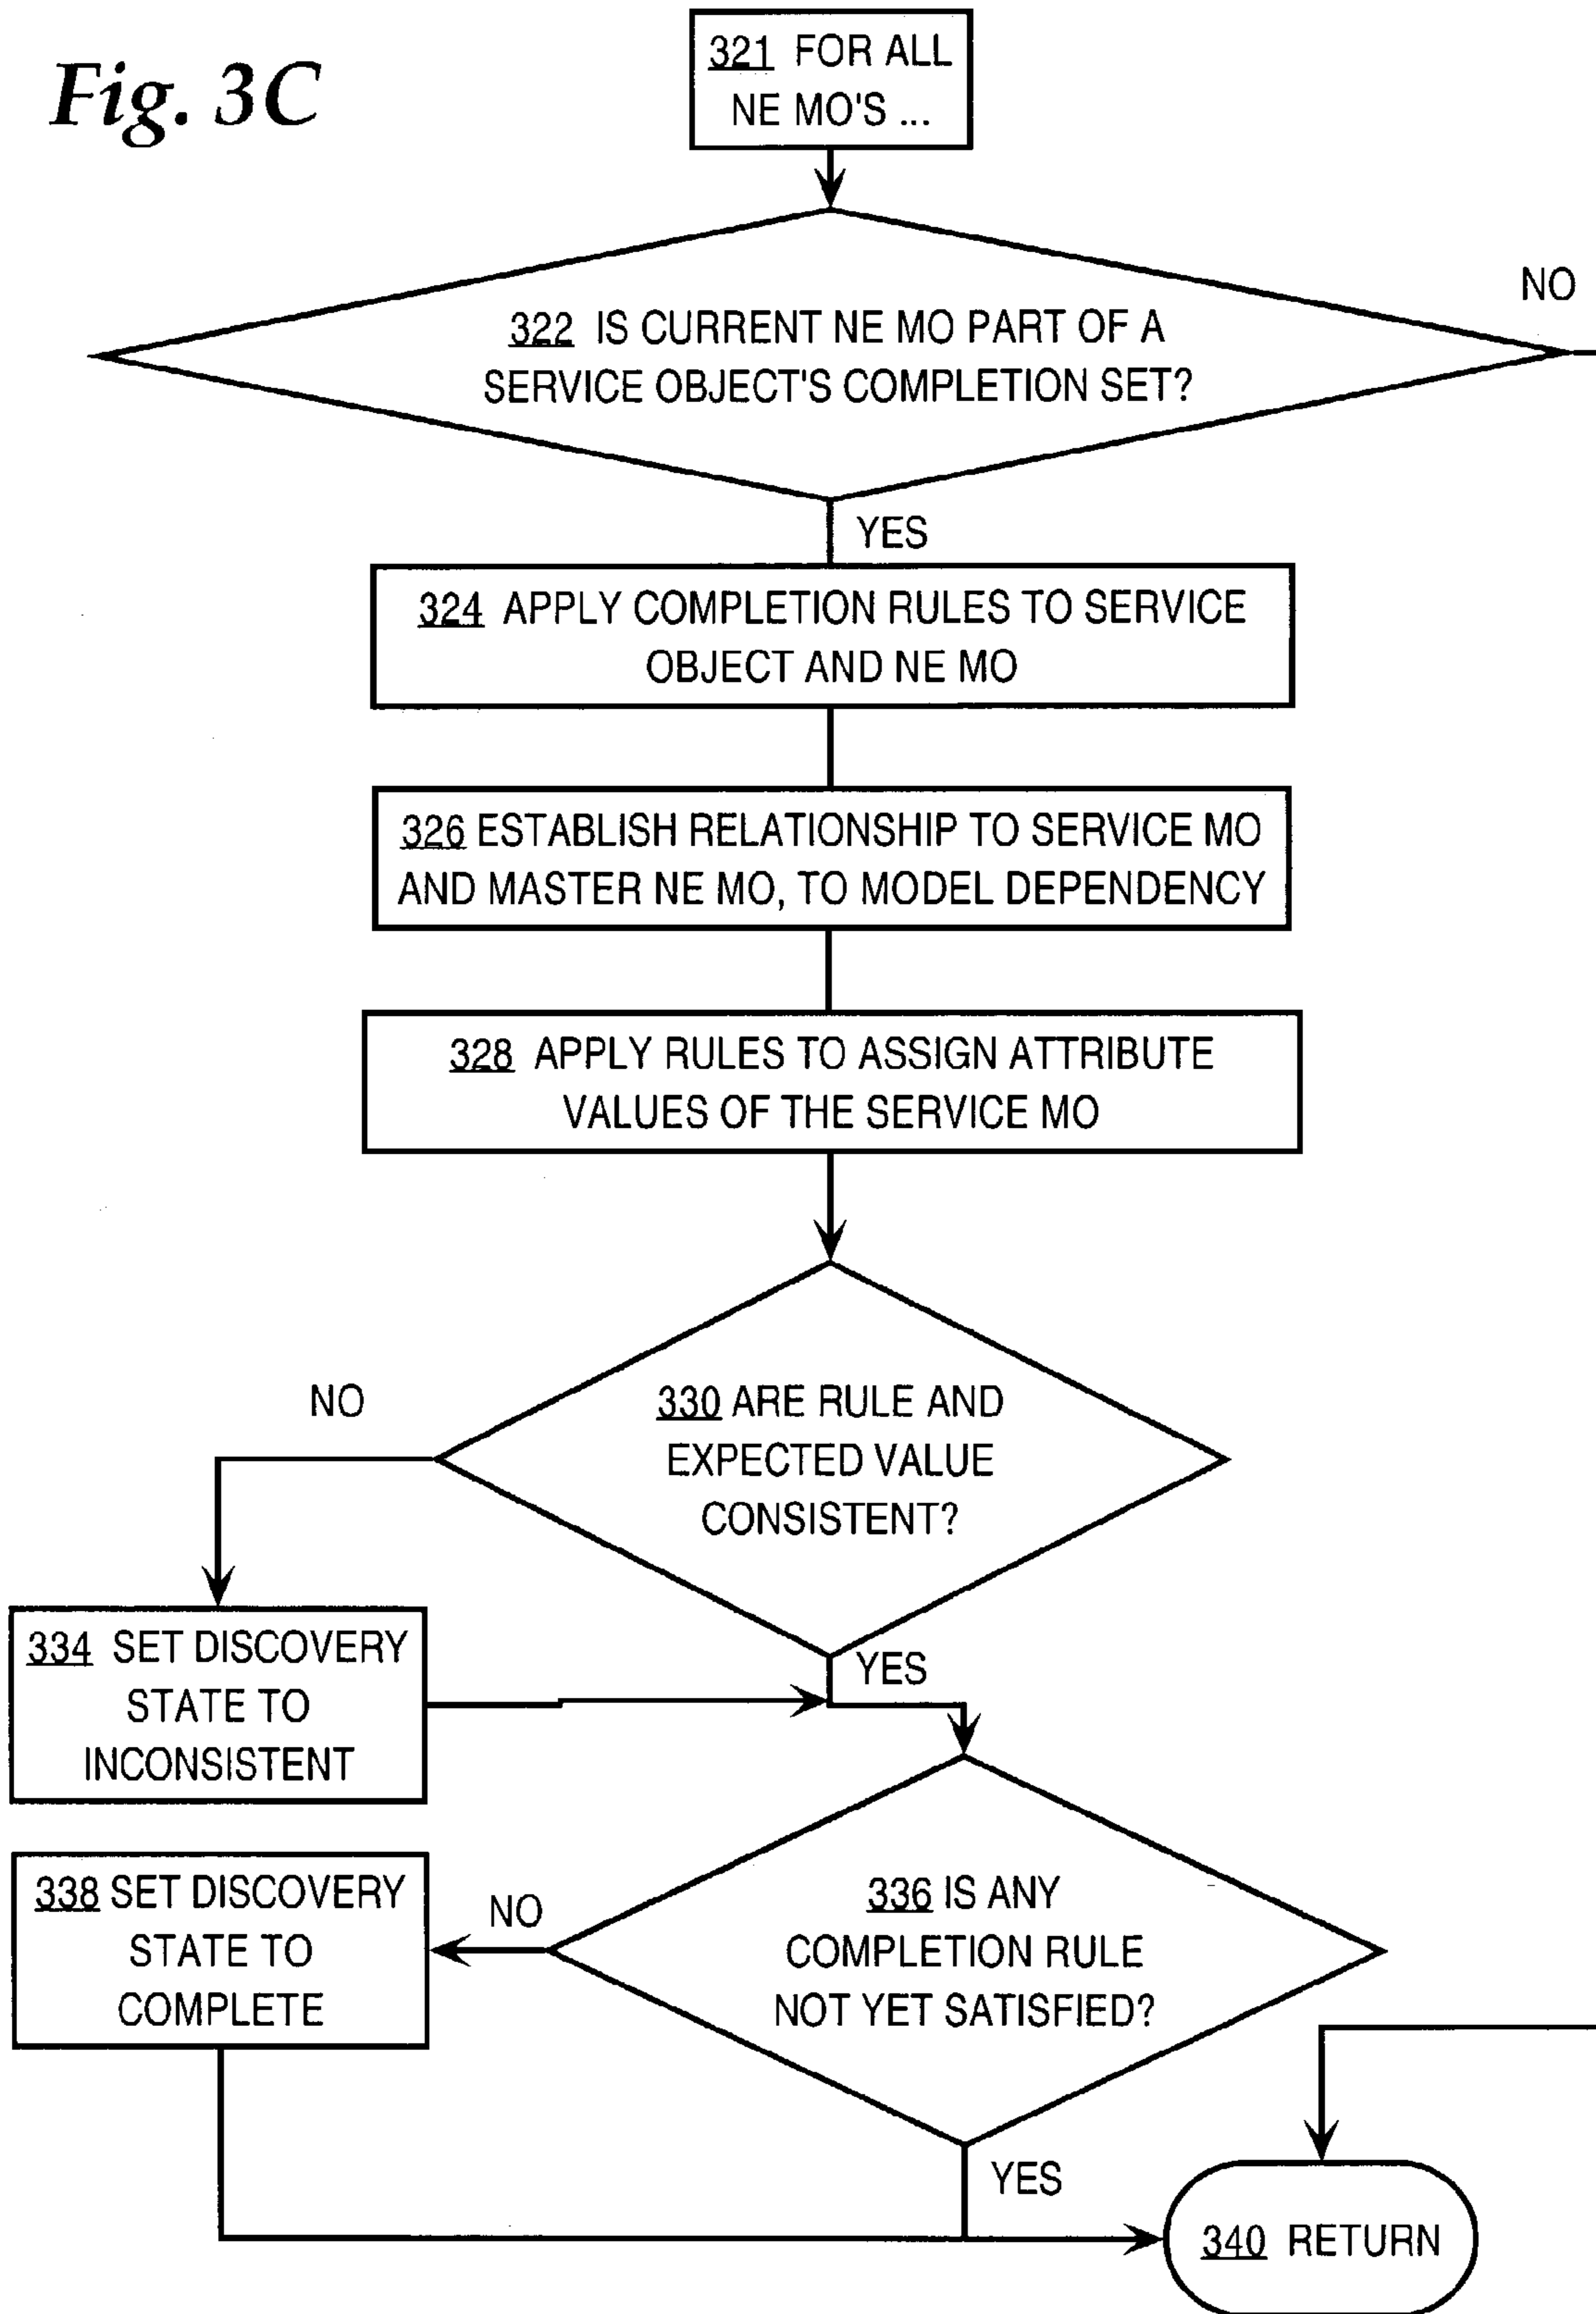 Fig. 3C
321 FOR ALL
NE MO'S ...
NO
322 IS CURRENT NE MO PART OF A
SERVICE OBJECT'S COMPLETION SET?
YES
324 APPLY COMPLETION RULES TO SERVICE
OBJECT AND NE MO
326 ESTABLISH RELATIONSHIP TO SERVICE MO
AND MASTER NE MO, TO MODEL DEPENDENCY
328 APPLY RULES TO ASSIGN ATTRIBUTE
VALUES OF THE SERVICE MO
NO
330 ARE RULE AND
EXPECTED VALUE
CONSISTENT?
YES
334 SET DISCOVERY
STATE TO
INCONSISTENT
338 SET DISCOVERY
STATE TO
COMPLETE
NO
336 IS ANY
COMPLETION RULE
NOT YET SATISFIED?
YES
340 RETURN